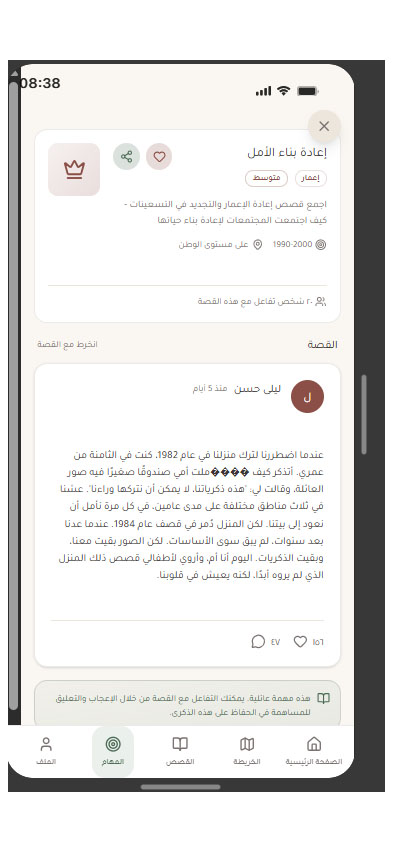 08:38
إعادة بناء الأمل
إعمار متوسط
اجمع قصص إعادة الإعمار والتجديد في التسعينات -
كيف اجتمعت المجتمعات لإعادة بناء حياتها
1990-2000 على مستوى الوطن
٢٠ شخص تفاعل مع هذه القصة
القصة انخرط مع القصة
ل ليلى حسن منذ 5 أيام
عندما اضطررنا لترك منزلنا في عام 1982، كنت في الثامنة من
عمري. أتذكر كيف ����ملت أمي صندوقًا صغيرًا فيه صور
العائلة، وقالت لي: "هذه ذكرياتنا، لا يمكن أن نتركها وراءنا". عشنا
في ثلاث مناطق مختلفة على مدى عامين، في كل مرة نأمل أن
نعود إلى بيتنا. لكن المنزل دُمر في قصف عام 1984. عندما عدنا
بعد سنوات، لم يبق سوى الأساسات. لكن الصور بقيت معنا،
وبقيت الذكريات. اليوم أنا أم، وأروي لأطفالي قصص ذلك المنزل
الذي لم يروه أبدًا، لكنه يعيش في قلوبنا.
١٥٦ ٤٧
هذه مهمة عائلية. يمكنك التفاعل مع القصة من خلال الإعجاب والتعليق
للمساهمة في الحفاظ على هذه الذكرى.
الصفحة الرئيسية الخريطة القصص المهام الملف